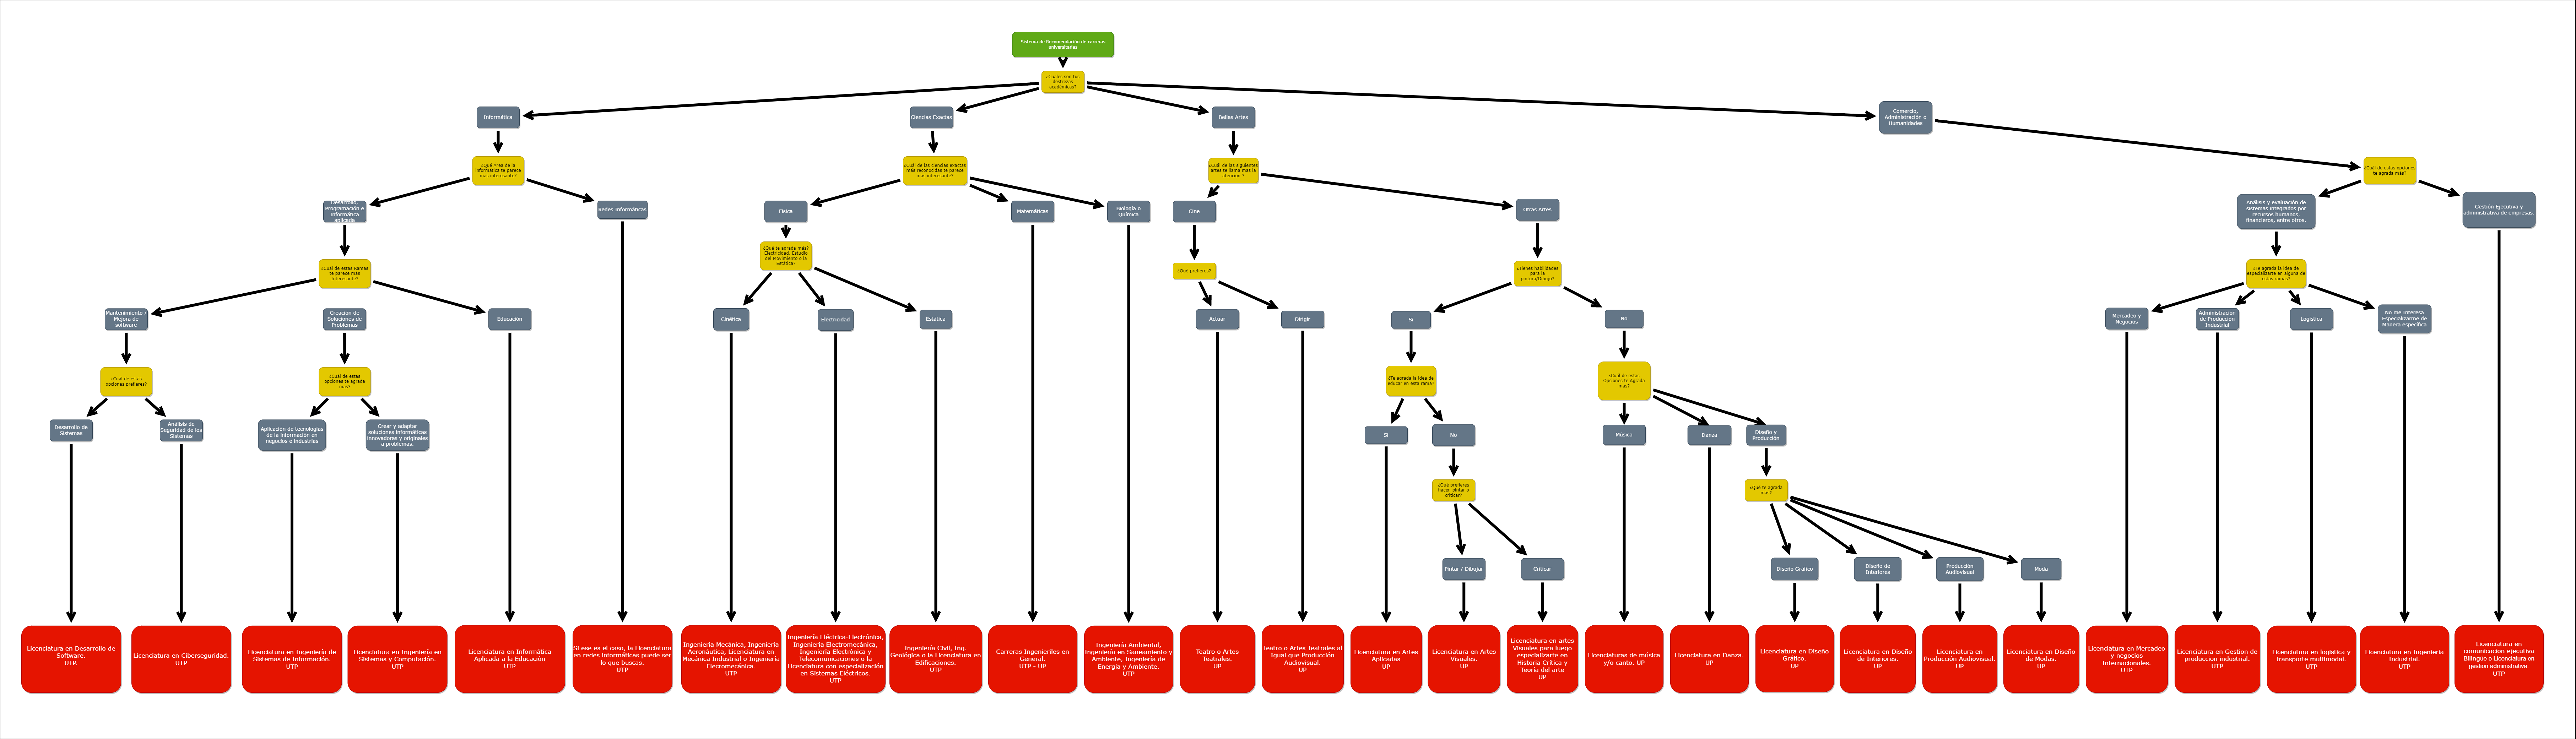 Sistema de Recomendación de carreras
universitarias
¿Cuales son tus
destrezas
académicas?
Informática
Ciencias Exactas
Bellas Artes
Comercio,
Administración o
Humanidades
¿Qué Área de la
Informática te parece
más Interesante?
¿Cuál de las ciencias exactas
más reconocidas te parece
más interesante?
¿Cuál de las siguientes
artes te llama mas la
atención ?
¿Cuál de estas opciones
te agrada más?
Desarrollo,
Programación e
Informática
aplicada
Redes Informáticas
Física
Matemáticas
Biología o
Química
Cine
Otras Artes
Análisis y evaluación de
sistemas integrados por
recursos humanos,
financieros, entre otros.
Gestión Ejecutiva y
administrativa de empresas.
¿Cuál de estas Ramas
te parece más
Interesante?
¿Qué te agrada más?
Electricidad, Estudio
del Movimiento o la
Estática?
¿Qué prefieres?
¿Tienes habilidades
para la
pintura/Dibujo?
¿Te agrada la idea de
especializarte en alguna de
estas ramas?
Mantenimiento /
Mejora de
software
Creación de
Soluciones de
Problemas
Educación
Cinética
Electricidad
Estática
Actuar
Dirigir
Si
No
Mercadeo y
Negocios
Administración
de Producción
Industrial
Logística
No me Interesa
Especializarme de
Manera específica
¿Cuál de estas
opciones prefieres?
¿Cuál de estas
opciones te agrada
más?
¿Te agrada la idea de
educar en esta rama?
¿Cuál de estas
Opciones te Agrada
más?
Desarrollo de
Sistemas
Análisis de
Seguridad de los
Sistemas
Aplicación de tecnologías
de la información en
negocios e industrias
Crear y adaptar
soluciones informáticas
innovadoras y originales
a problemas.
Si
No
Música
Danza
Diseño y
Producción
¿Qué prefieres
hacer, pintar o
criticar?
¿Qué te agrada
más?
Pintar / Dibujar
Criticar
Diseño Gráfico
Diseño de
Interiores
Producción
Audiovisual
Moda
Licenciatura en Desarrollo de
Software.
UTP.
Licenciatura en Ciberseguridad.
UTP
Licenciatura en Ingeniería de
Sistemas de Información.
UTP
Licenciatura en Ingeniería en
Sistemas y Computación.
UTP
Licenciatura en Informática
Aplicada a la Educación
UTP
Si ese es el caso, la Licenciatura
en redes informáticas puede ser
lo que buscas.
UTP
Ingeniería Mecánica, Ingeniería
Aeronáutica, Licenciatura en
Mecánica Industrial o Ingeniería
Elecromecánica.
UTP
Ingeniería Eléctrica-Electrónica,
Ingeniería Electromecánica,
Ingeniería Electrónica y
Telecomunicaciones o la
Licenciatura con especialización
en Sistemas Eléctricos.
UTP
Ingeniería Civil, Ing.
Geológica o la Licenciatura en
Edificaciones.
UTP
Carreras Ingenieriles en
General.
UTP - UP
Ingeniería Ambiental,
Ingeniería en Saneamiento y
Ambiente, Ingeniería de
Energía y Ambiente.
UTP
Teatro o Artes
Teatrales.
UP
Teatro o Artes Teatrales al
Igual que Producción
Audiovisual.
UP
Licenciatura en Artes
Aplicadas
UP
Licenciatura en Artes
Visuales.
UP
Licenciatura en artes
Visuales para luego
especializarte en
Historia Crítica y
Teoría del arte
UP
Licenciaturas de música
y/o canto. UP
Licenciatura en Danza.
UP
Licenciatura en Diseño
Gráfico.
UP
Licenciatura en Diseño
de Interiores.
UP
Licenciatura en
Producción Audiovisual.
UP
Licenciatura en Diseño
de Modas.
UP
Licenciatura en Mercadeo
y negocios
Internacionales.
UTP
Licenciatura en Gestion de
produccion industrial.
UTP
Licenciatura en logistica y
transporte multimodal.
UTP
Licenciatura en Ingenieria
Industrial.
UTP
Licenciatura en
comunicacion ejecutiva
Bilingüe o Licenciatura en
gestion administrativa.
UTP